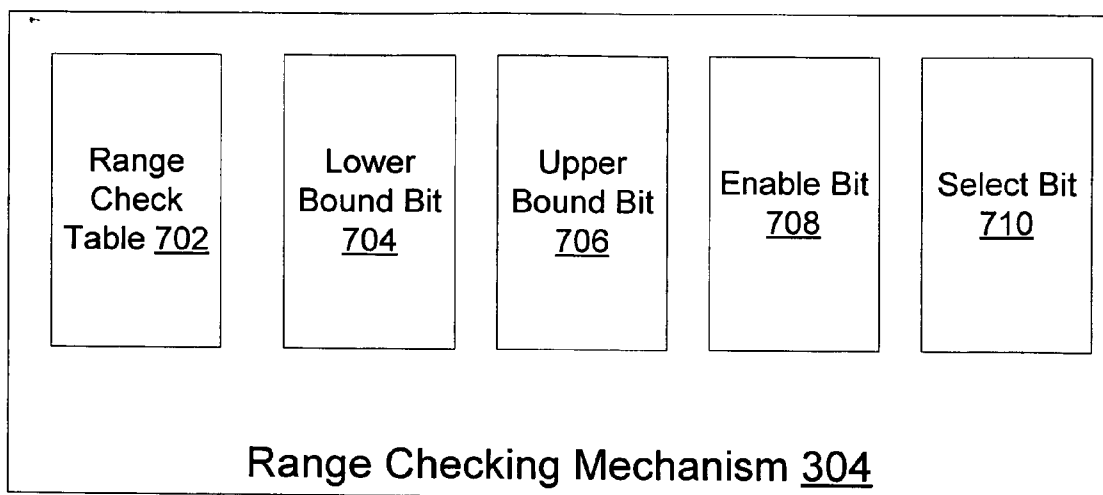 Range
Check
Table 702
Lower
Bound Bit
704
Upper
Bound Bit
706
Enable Bit
708
Select Bit
710
Range Checking Mechanism 304